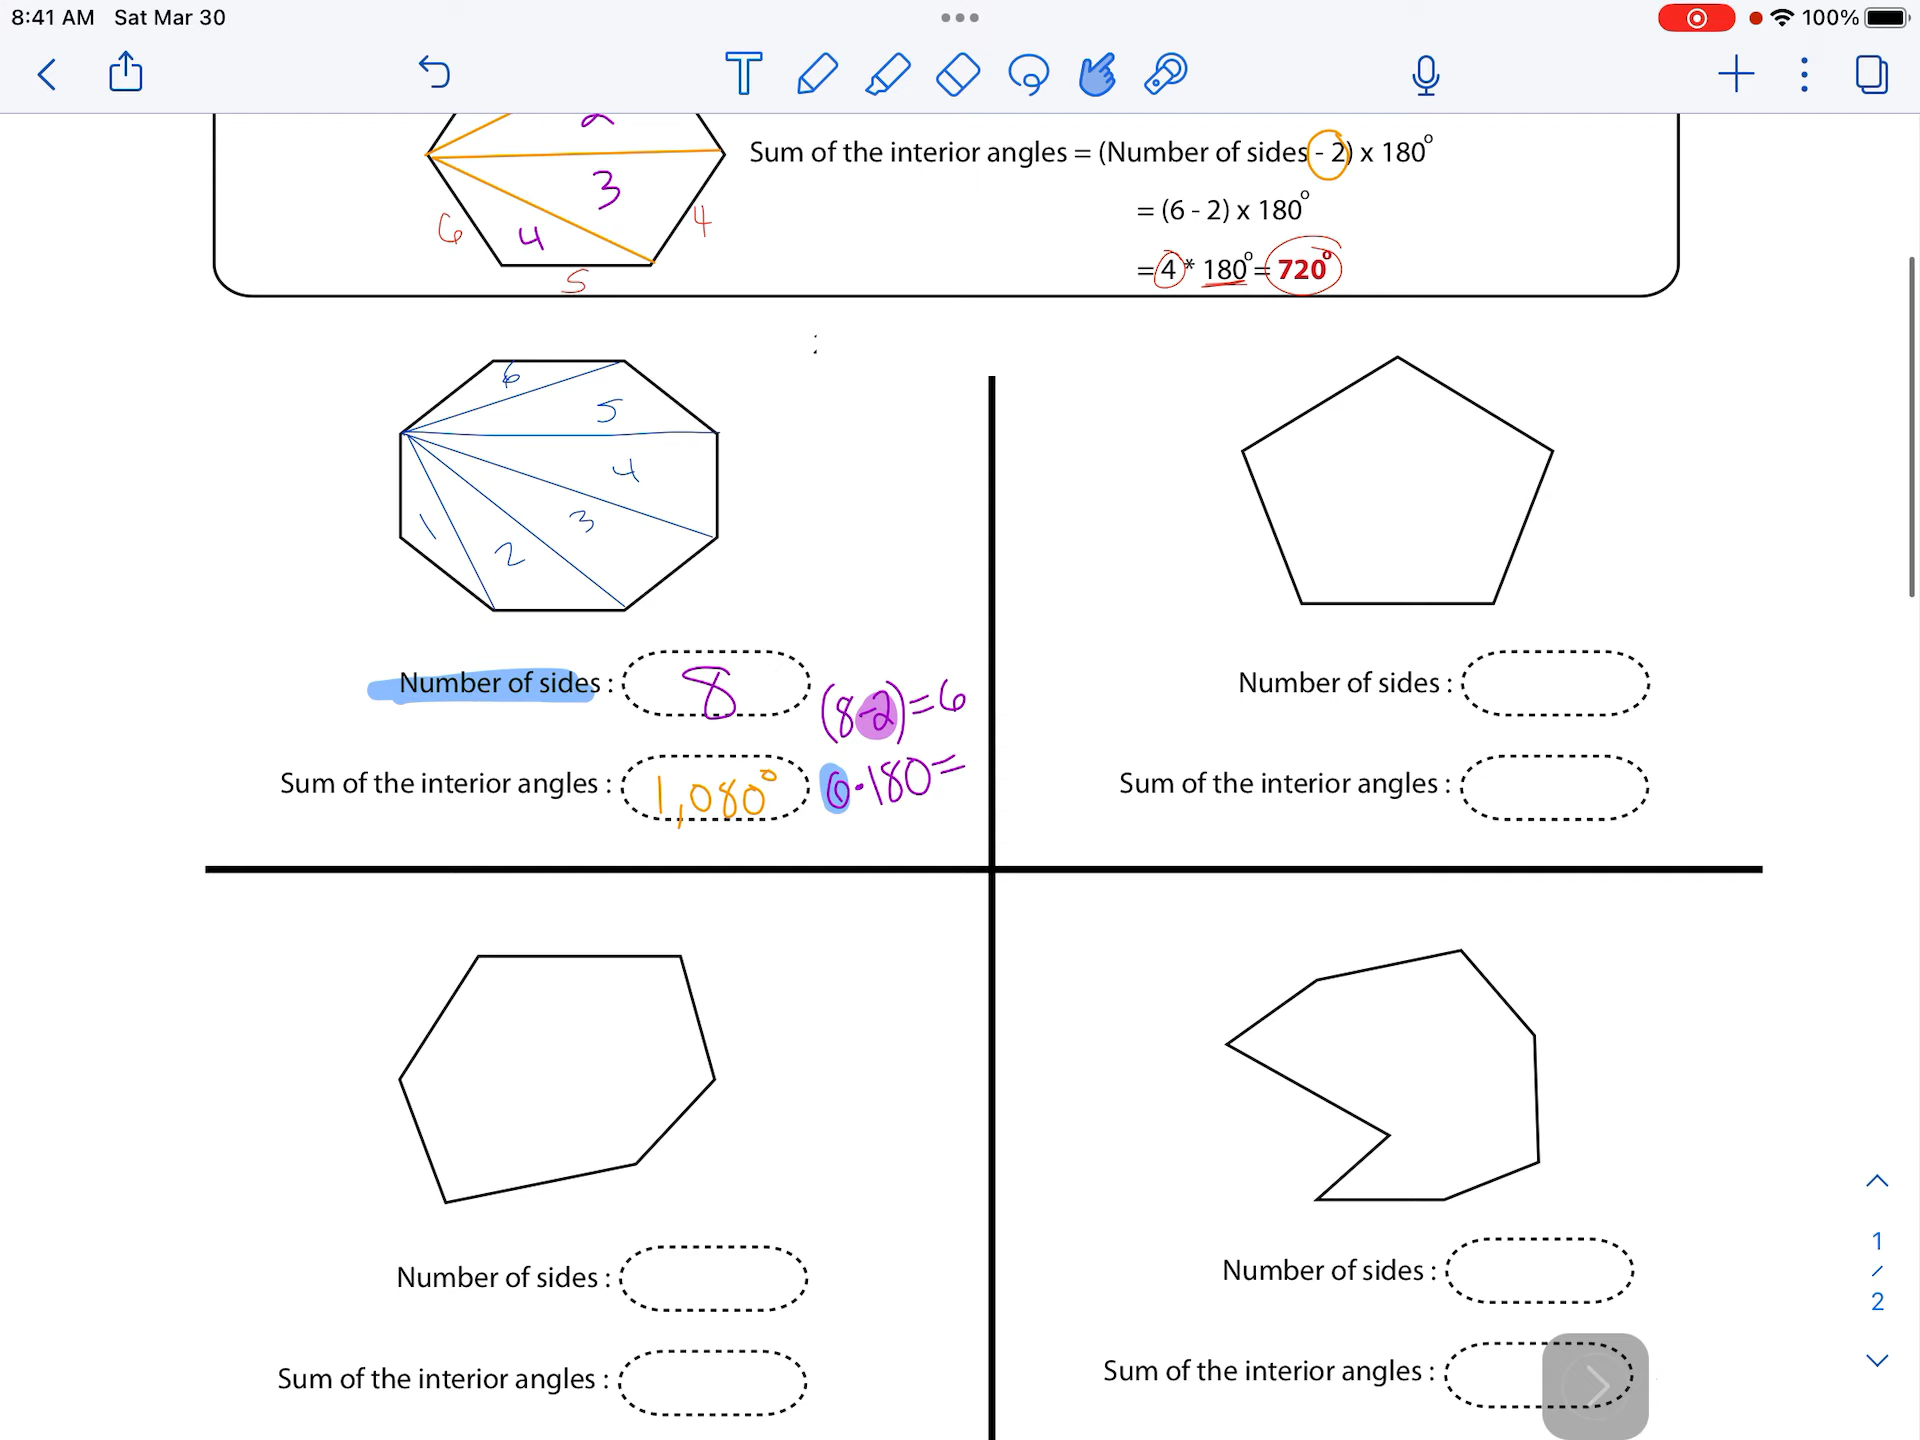 8:41 AM Sat Mar 30
100%
T
2
3
4
6
4
5
Sum of the interior angles = (Number of sides - 2) x 180°
= (6 - 2) x 180°
= 4 * 180° = 720°
:
6
5
4
3
2
1
Number of sides : 8
(8-2)=6
Sum of the interior angles : 1,080°
6·180=
Number of sides :
Sum of the interior angles :
Number of sides :
Sum of the interior angles :
Number of sides :
Sum of the interior angles :
1
/
2